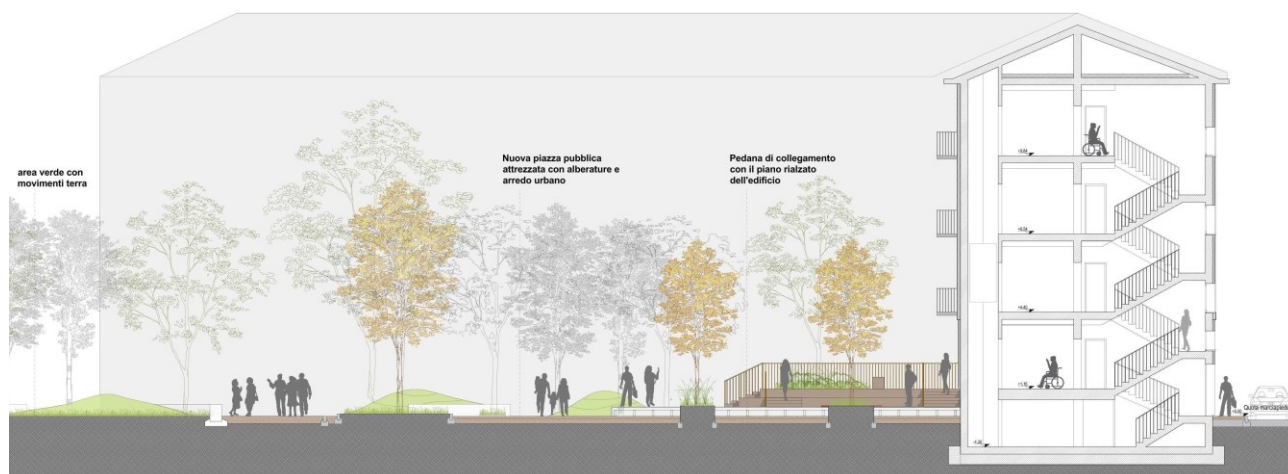 area verde con
movimenti terra
Nuova piazza pubblica
attrezzata con alberature e
arredo urbano
Pedana di collegamento
con il piano rialzato
dell'edificio
Quota marciapiede